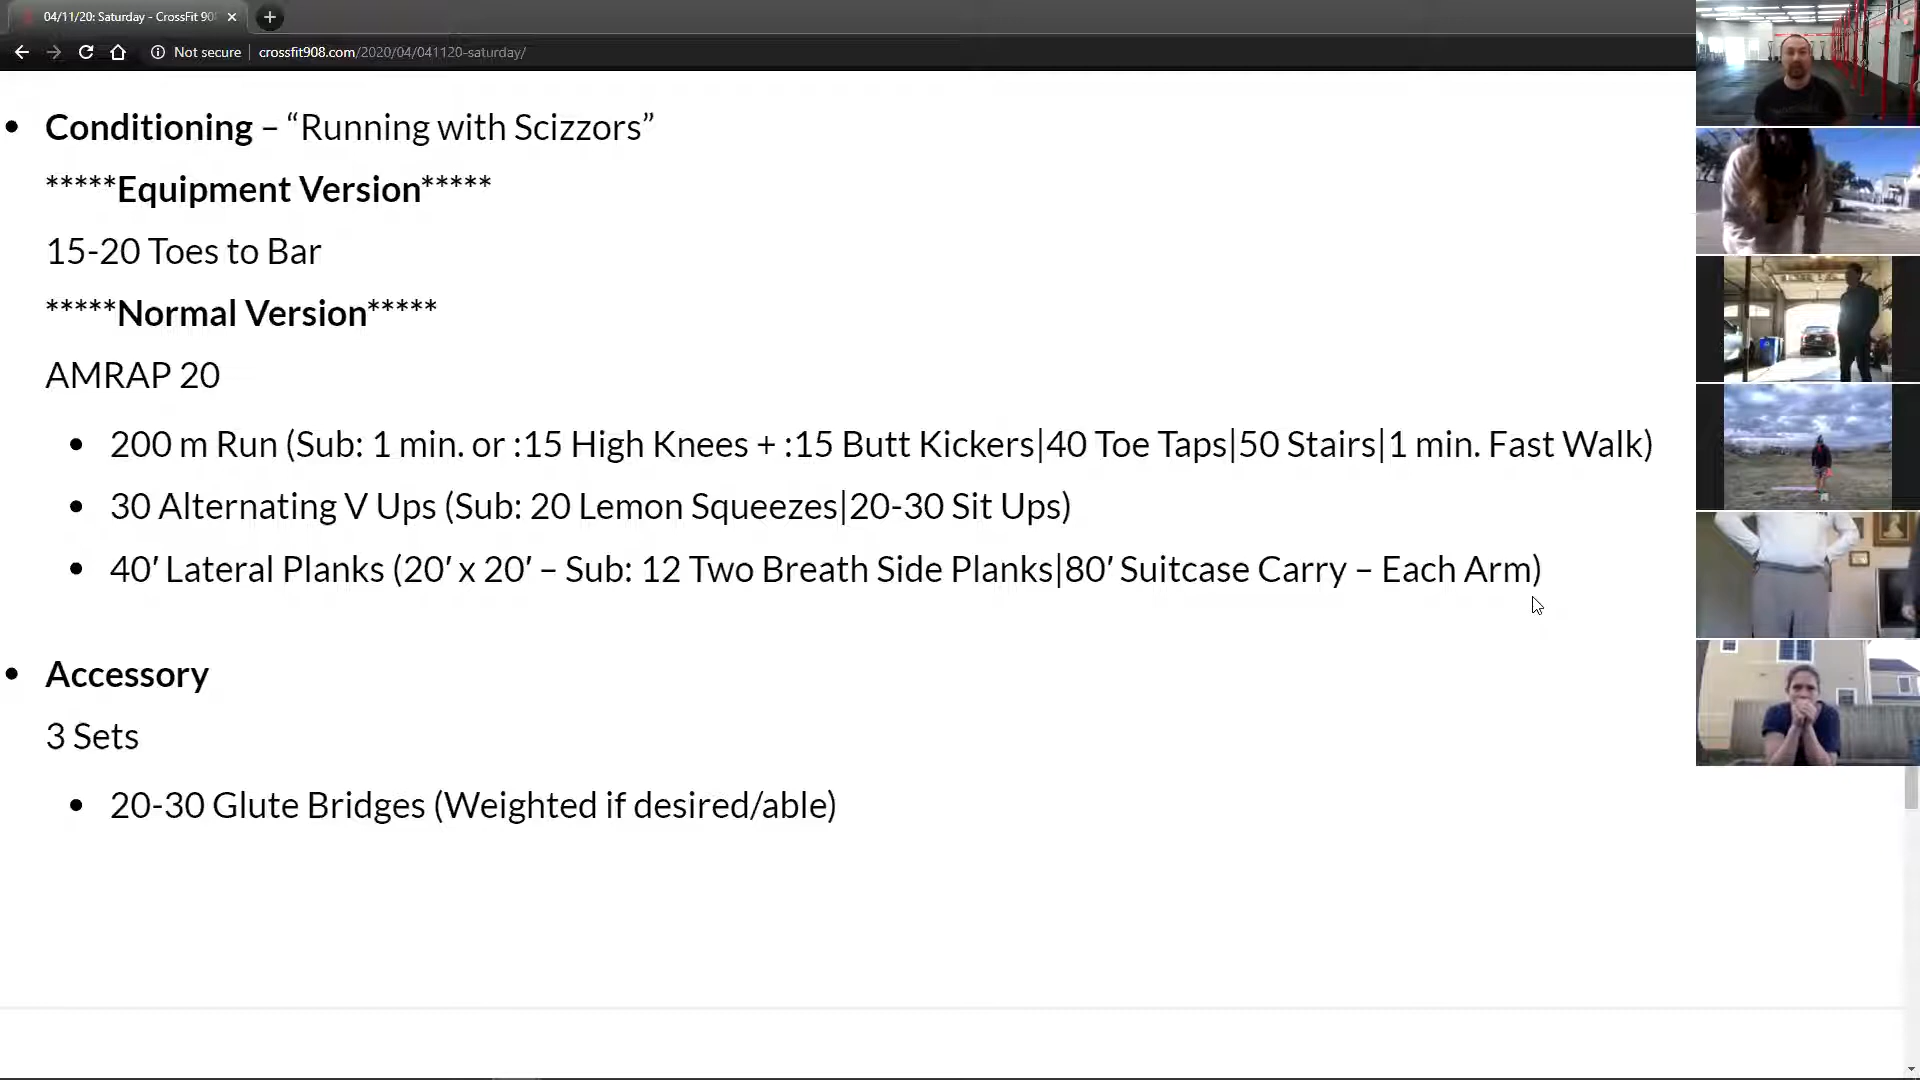 04/11/20: Saturday - CrossFit 908
Not secure | crossfit908.com/2020/04/041120-saturday/
Conditioning – “Running with Scizzors”
*****Equipment Version*****
15-20 Toes to Bar
*****Normal Version*****
AMRAP 20
200 m Run (Sub: 1 min. or :15 High Knees + :15 Butt Kickers|40 Toe Taps|50 Stairs|1 min. Fast Walk)
30 Alternating V Ups (Sub: 20 Lemon Squeezes|20-30 Sit Ups)
40′ Lateral Planks (20′ x 20′ – Sub: 12 Two Breath Side Planks|80′ Suitcase Carry – Each Arm)
Accessory
3 Sets
20-30 Glute Bridges (Weighted if desired/able)